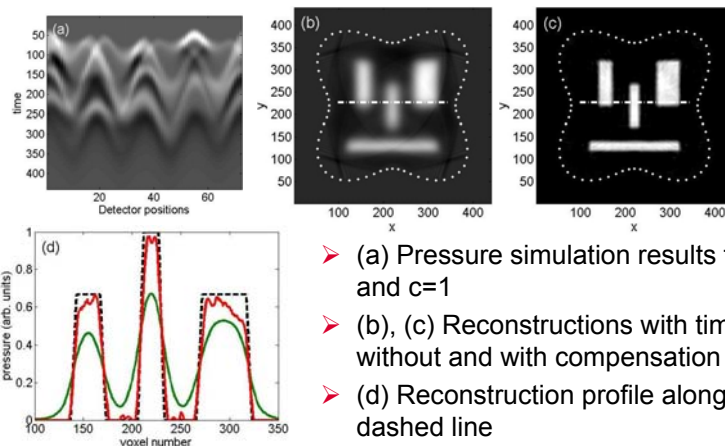 (a)
50
100
150
200
250
300
350
400
time
20 40 60
Detector positions
(b)
400
350
300
250
200
150
100
50
y
100 200 300 400
x
(c)
400
350
300
250
200
150
100
50
y
100 200 300 400
x
(d)
1
0.8
0.6
0.4
0.2
0
pressure (arb. units)
100 150 200 250 300 350
voxel number
➢ (a) Pressure simulation results
and c=1
➢ (b), (c) Reconstructions with
without and with compensation
➢ (d) Reconstruction profile along
dashed line